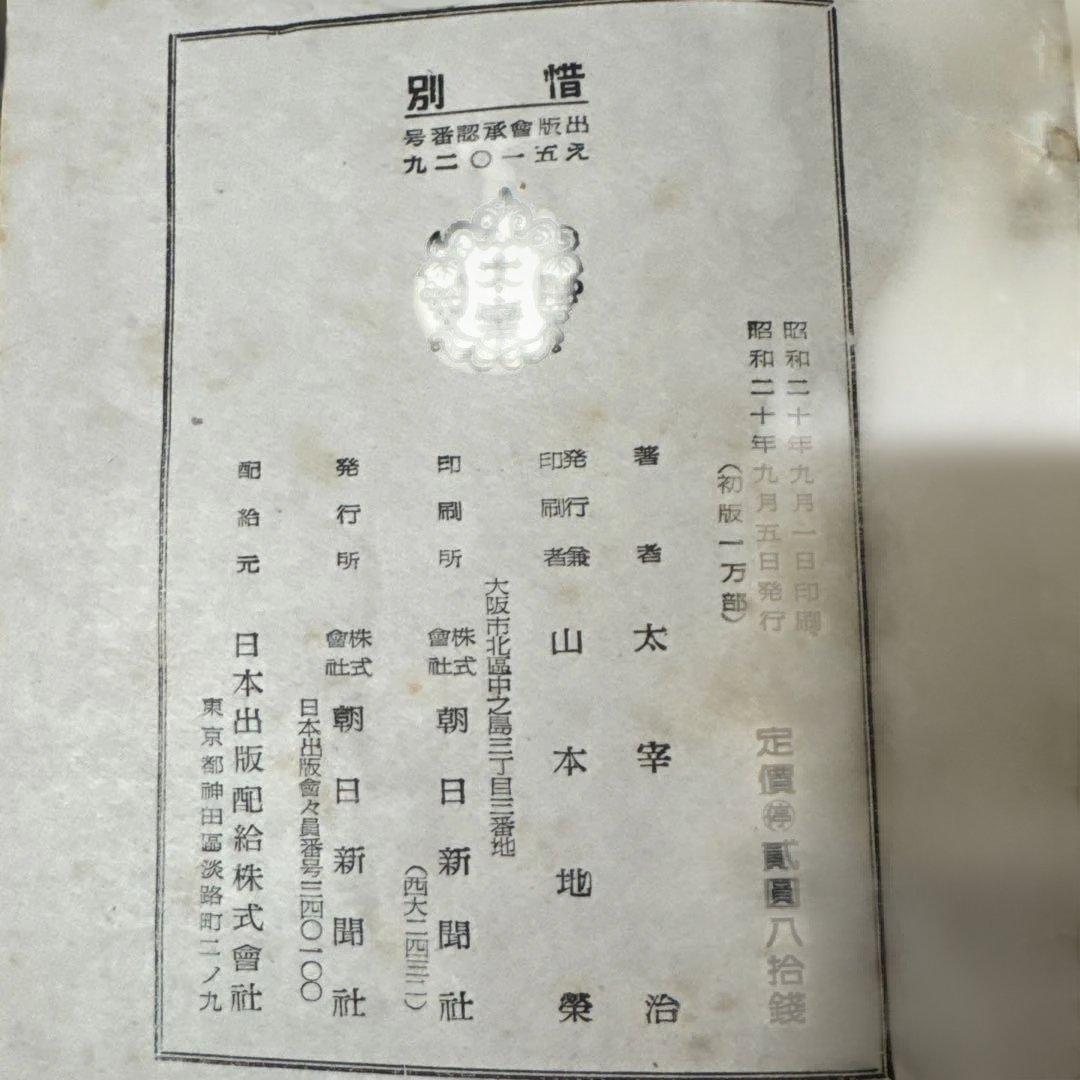 惜別
出版會承認番号
え五一〇二九
昭和二十年九月一日印刷
昭和二十年九月五日発行
(初版一万部)
定價㊡貳圓八拾錢
著者 太宰治
発行兼印刷者 山本地榮
大阪市北區中之島三丁目三番地
印刷所 株式會社 朝日新聞社
(西大二四三二)
発行所 株式會社 朝日新聞社
日本出版會々員番号三四〇一〇〇
配給元 日本出版配給株式會社
東京都神田區淡路町二ノ九